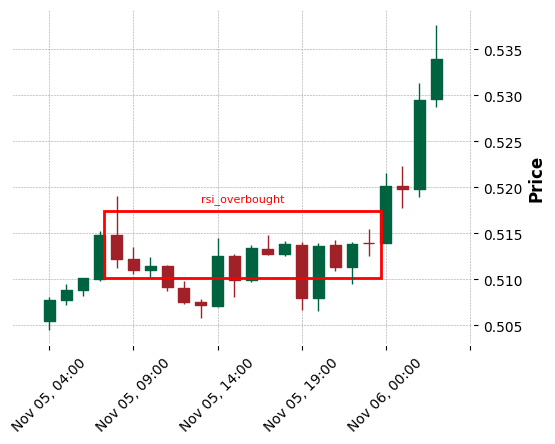 rsi_overbought
0.535
0.530
0.525
0.520
0.515
0.510
0.505
Price
Nov 05, 04:00
Nov 05, 09:00
Nov 05, 14:00
Nov 05, 19:00
Nov 06, 00:00